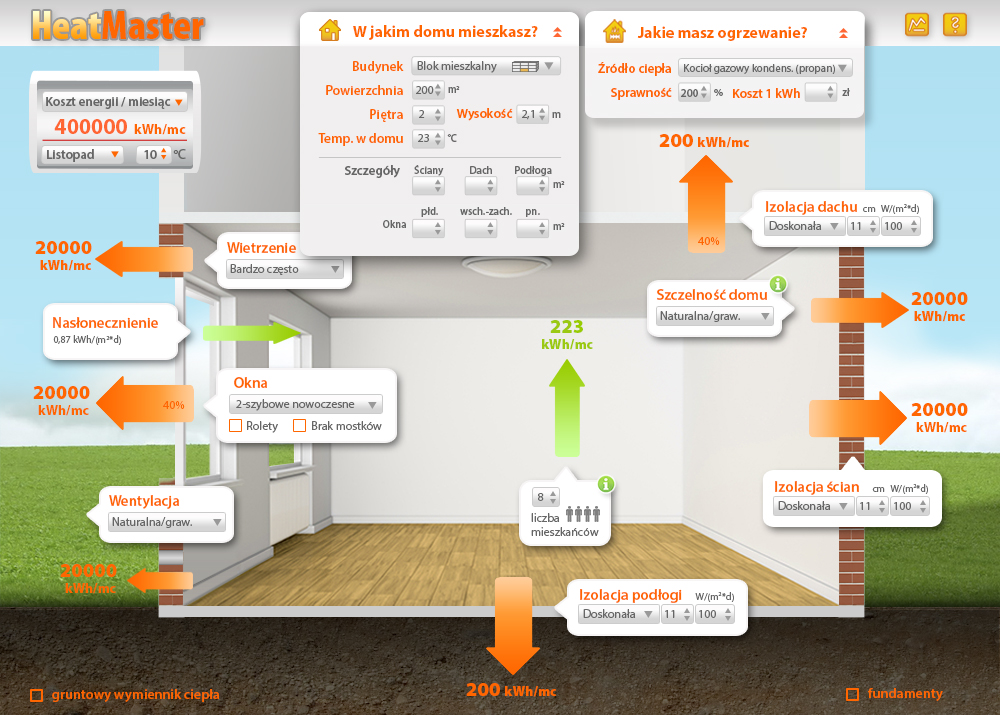 HeatMaster
W jakim domu mieszkasz?
Budynek Blok mieszkalny
Powierzchnia 200 m²
Piętra 2 Wysokość 2,1 m
Temp. w domu 23 °C
Szczegóły Ściany Dach Podłoga
m²
płd. wsch.-zach. pn.
Okna m²
Jakie masz ogrzewanie?
Źródło ciepła Kocioł gazowy kondens. (propan)
Sprawność 200 % Koszt 1 kWh zł
Koszt energii / miesiąc
400000 kWh/mc
Listopad 10 °C
200 kWh/mc
40%
Izolacja dachu cm W/(m²*d)
Doskonała 11 100
20000
kWh/mc
Wietrzenie
Bardzo często
Szczelność domu
Naturalna/graw.
20000
kWh/mc
Nasłonecznienie
0,87 kWh/(m²*d)
223
kWh/mc
20000
kWh/mc
40%
Okna
2-szybowe nowoczesne
Rolety Brak mostków
20000
kWh/mc
Izolacja ścian cm W/(m²*d)
Doskonała 11 100
Wentylacja
Naturalna/graw.
8
liczba
mieszkańców
20000
kWh/mc
Izolacja podłogi W/(m²*d)
Doskonała 11 100
200 kWh/mc
gruntowy wymiennik ciepła
fundamenty